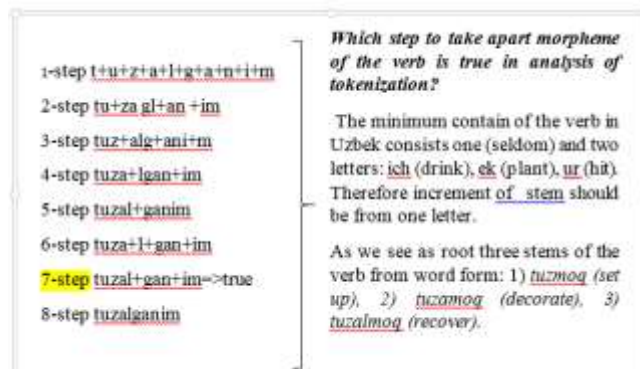 1-step t+u+z+a+l+g+a+n+i+m
2-step tu+za gl+an +im
3-step tuz+alg+ani+m
4-step tuza+lgan+im
5-step tuzal+ganim
6-step tuza+l+gan+im
7-step tuzal+gan+im=>true
8-step tuzalganim
Which step to take apart morpheme
of the verb is true in analysis of
tokenization?
The minimum contain of the verb in
Uzbek consists one (seldom) and two
letters: ich (drink), ek (plant), ur (hit).
Therefore increment of stem should
be from one letter.
As we see as root three stems of the
verb from word form: 1) tuzmoq (set
up), 2) tuzamoq (decorate), 3)
tuzalmoq (recover).